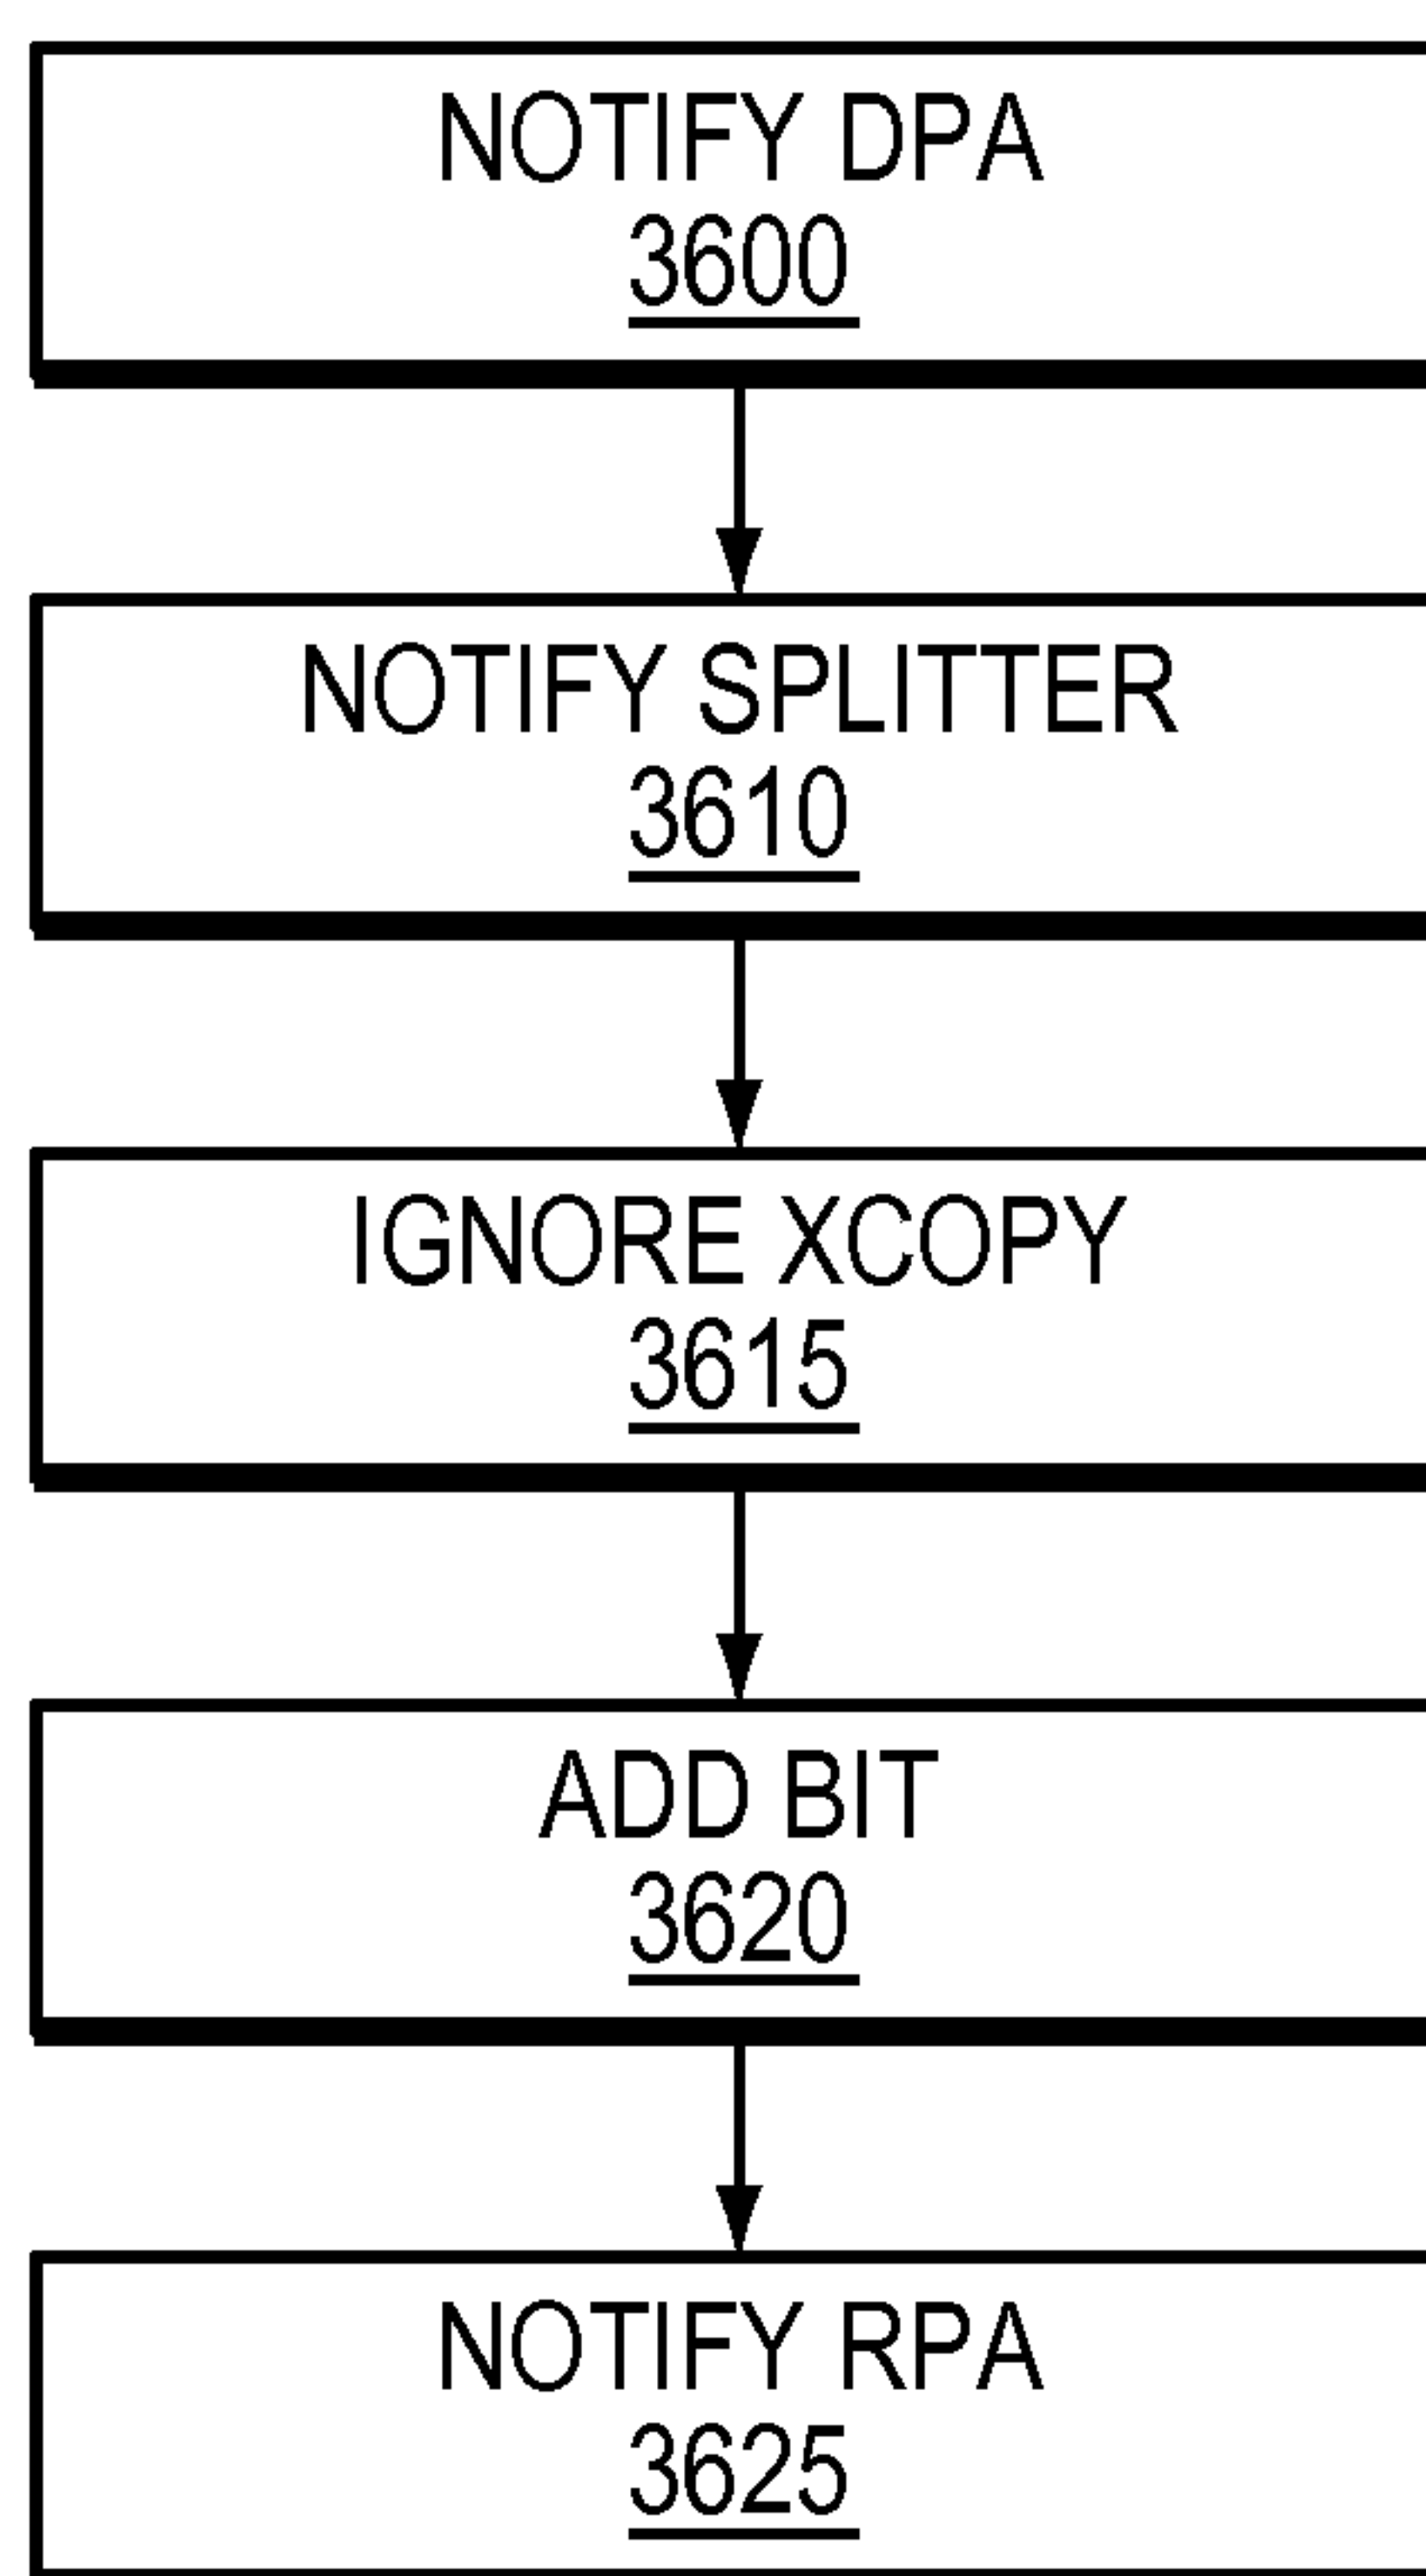 NOTIFY DPA
3600
NOTIFY SPLITTER
3610
IGNORE XCOPY
3615
ADD BIT
3620
NOTIFY RPA
3625